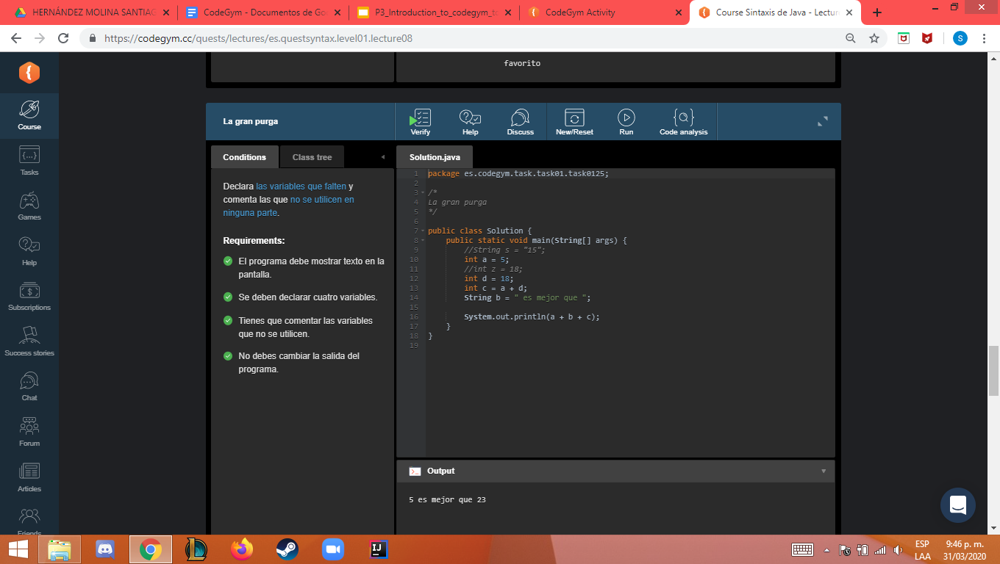 HERNÁNDEZ MOLINA SANTIAG
CodeGym - Documentos de Go
P3_Introduction_to_codegym_t
CodeGym Activity
Course Sintaxis de Java - Lectur
https://codegym.cc/quests/lectures/es.questsyntax.level01.lecture08
S
favorito
Course
Tasks
Games
Help
Subscriptions
Success stories
Chat
Forum
Articles
Friends
La gran purga
Verify
Help
Discuss
New/Reset
Run
Code analysis
Conditions
Class tree
Declara las variables que falten y
comenta las que no se utilicen en
ninguna parte.
Requirements:
El programa debe mostrar texto en la
pantalla.
Se deben declarar cuatro variables.
Tienes que comentar las variables
que no se utilicen.
No debes cambiar la salida del
programa.
Solution.java
1 package es.codegym.task.task01.task0125;
2
3 /*
4 La gran purga
5 */
6
7 public class Solution {
8 public static void main(String[] args) {
9 //String s = "15";
10 int a = 5;
11 //int z = 18;
12 int d = 18;
13 int c = a + d;
14 String b = " es mejor que ";
15
16 System.out.println(a + b + c);
17 }
18 }
19
Output
5 es mejor que 23
IJ
ESP
LAA
9:46 p. m.
31/03/2020